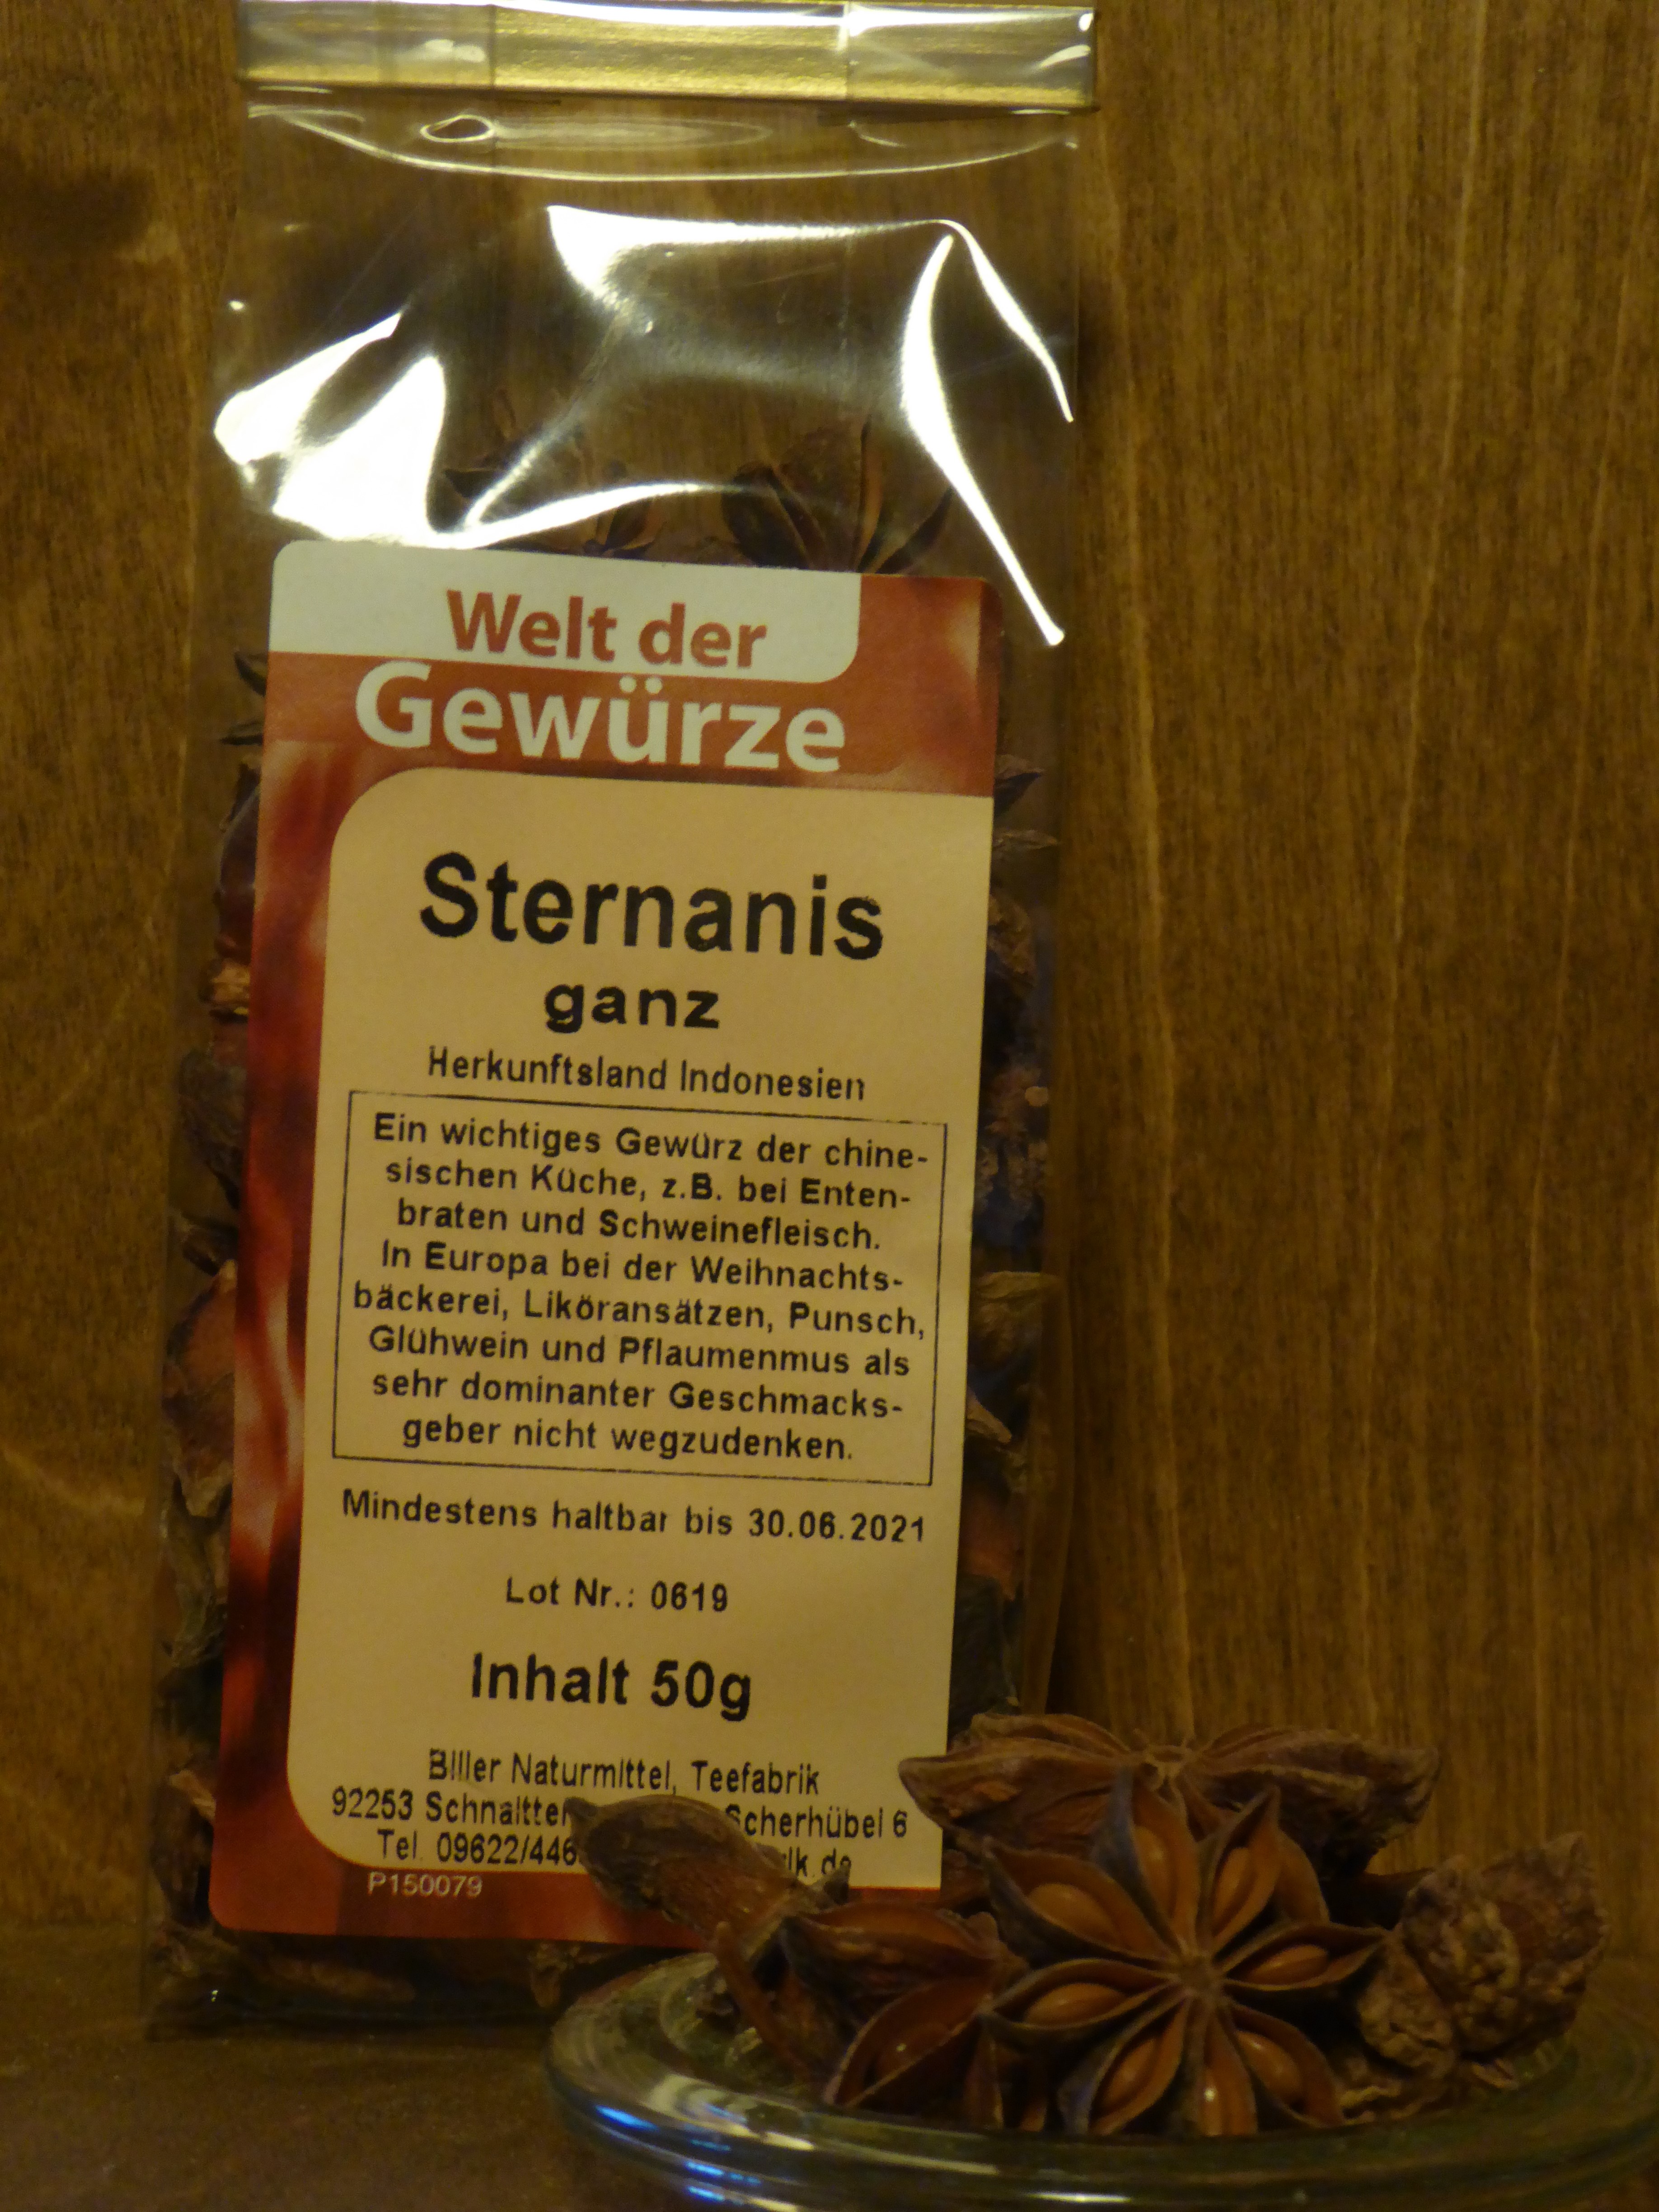 Welt der
Gewürze
Sternanis
ganz
Herkunftsland Indonesien
Ein wichtiges Gewürz der chine-
sischen Küche, z.B. bei Enten-
braten und Schweinefleisch.
In Europa bei der Weihnachts-
bäckerei, Likäransätzen, Punsch,
Glühwein und Pflaumenmus als
sehr dominanter Geschmacks-
geber nicht wegzudenken.
Mindestens haltbar bis 30.06.2021
Lot Nr.: 0619
Inhalt 50g
Biller Naturmittel, Teefabrik
92253 Scherhübel 6
Tel. 09622/446
P150079